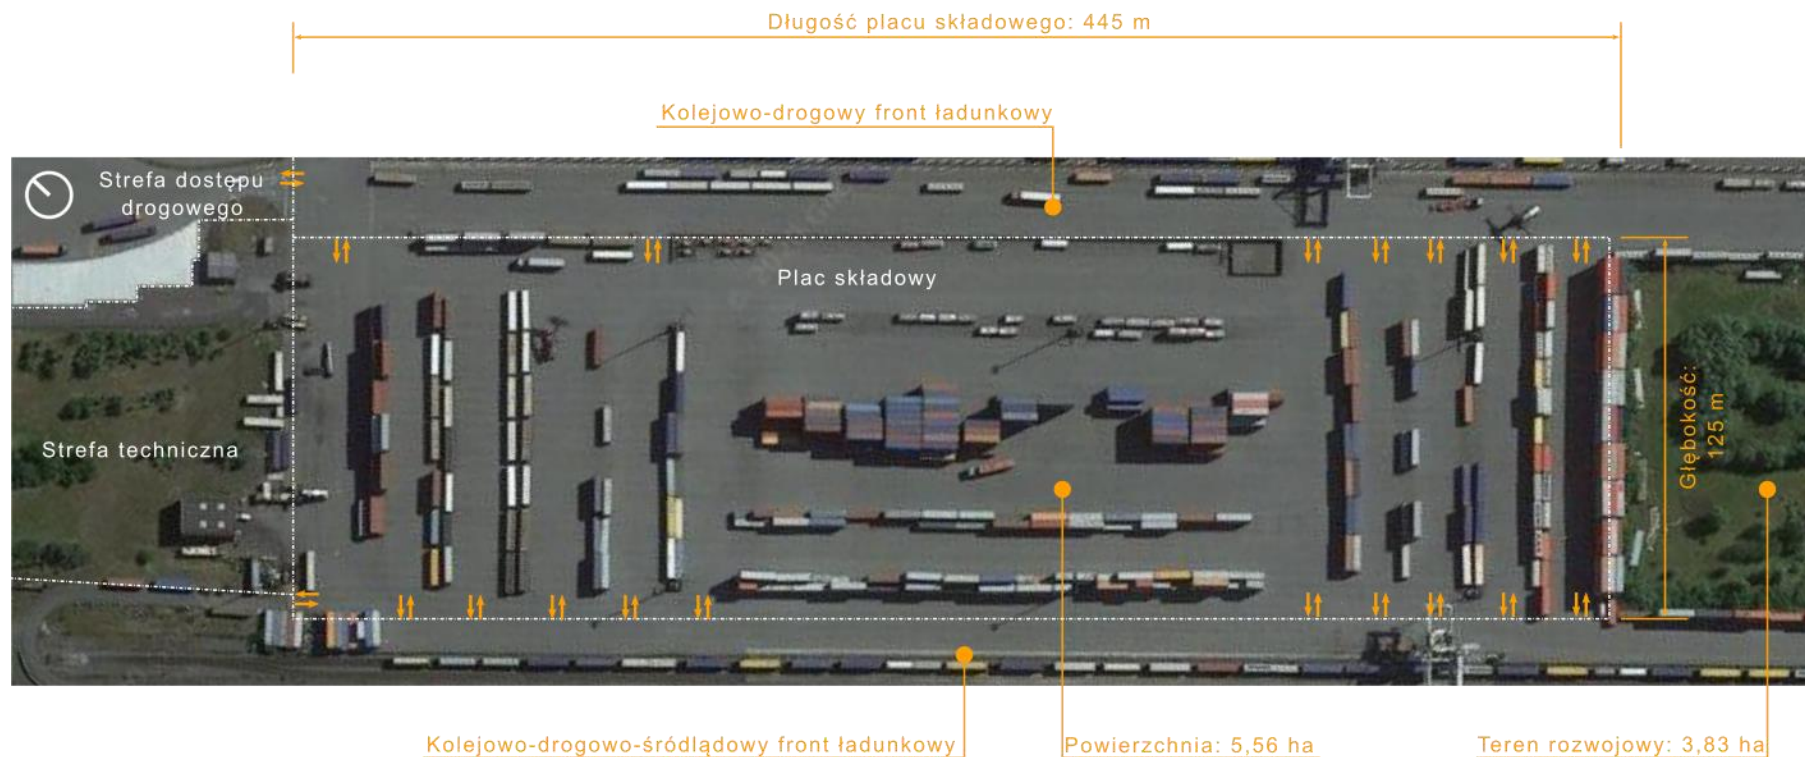 Długość placu składowego: 445 m
Kolejowo-drogowy front ładunkowy
Strefa dostępu
drogowego
Plac składowy
Głębokość:
125 m
Strefa techniczna
Kolejowo-drogowo-śródlądowy front ładunkowy
Powierzchnia: 5,56 ha
Teren rozwojowy: 3,83 ha